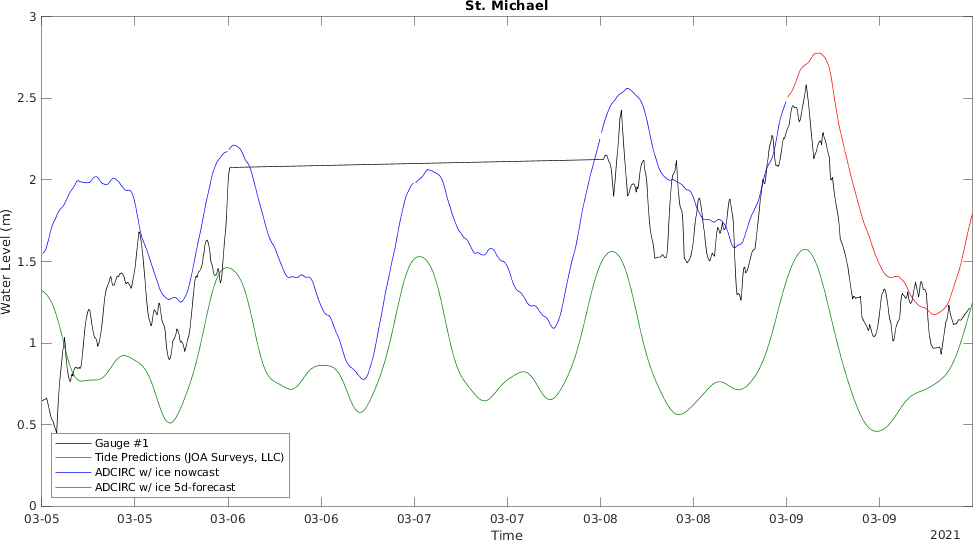 St. Michael
3
2.5
2
1.5
1
0.5
0
Water Level (m)
Gauge #1
Tide Predictions (JOA Surveys, LLC)
ADCIRC w/ ice nowcast
ADCIRC w/ ice 5d-forecast
03-05 03-05 03-06 03-06 03-07 03-07 03-08 03-08 03-09 03-09
Time
2021